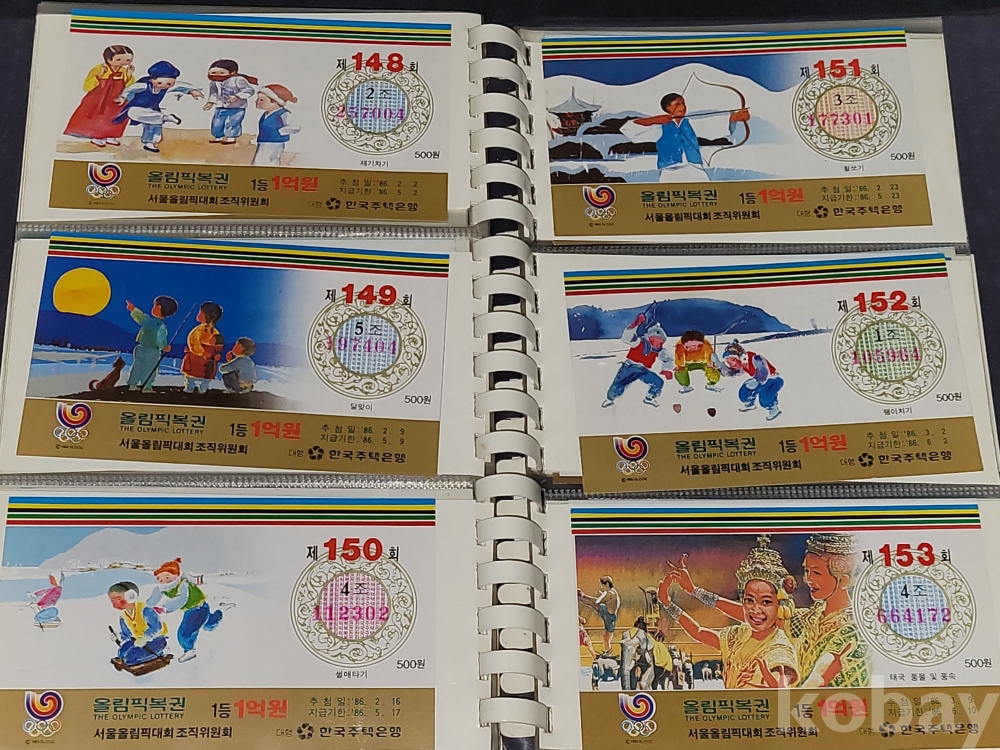 제148회
2조
257004
500원
제기차기
올림픽복권
THE OLYMPIC LOTTERY
1등 1억원
추 첨 일:'86. 2. 2
지급기한:'86. 5. 2
서울올림픽대회 조직위원회
대행 한국주택은행
제149회
5조
197404
500원
달맞이
올림픽복권
THE OLYMPIC LOTTERY
1등 1억원
추 첨 일:'86. 2. 9
지급기한:'86. 5. 9
서울올림픽대회 조직위원회
대행 한국주택은행
제150회
4조
112302
500원
썰매타기
올림픽복권
THE OLYMPIC LOTTERY
1등 1억원
추 첨 일:'86. 2. 16
지급기한:'86. 5. 17
서울올림픽대회 조직위원회
대행 한국주택은행
제151회
3조
177301
500원
활쏘기
올림픽복권
THE OLYMPIC LOTTERY
1등 1억원
추 첨 일:'86. 2. 23
지급기한:'86. 5. 23
서울올림픽대회 조직위원회
대행 한국주택은행
제152회
1조
105964
500원
팽이치기
올림픽복권
THE OLYMPIC LOTTERY
1등 1억원
추 첨 일:'86. 3. 2
지급기한:'86. 6. 2
서울올림픽대회 조직위원회
대행 한국주택은행
제153회
4조
664172
500원
태국 풍물 및 풍속
올림픽복권
THE OLYMPIC LOTTERY
1등 1억원
서울올림픽대회 조직위원회
대행 한국주택은행
kobay